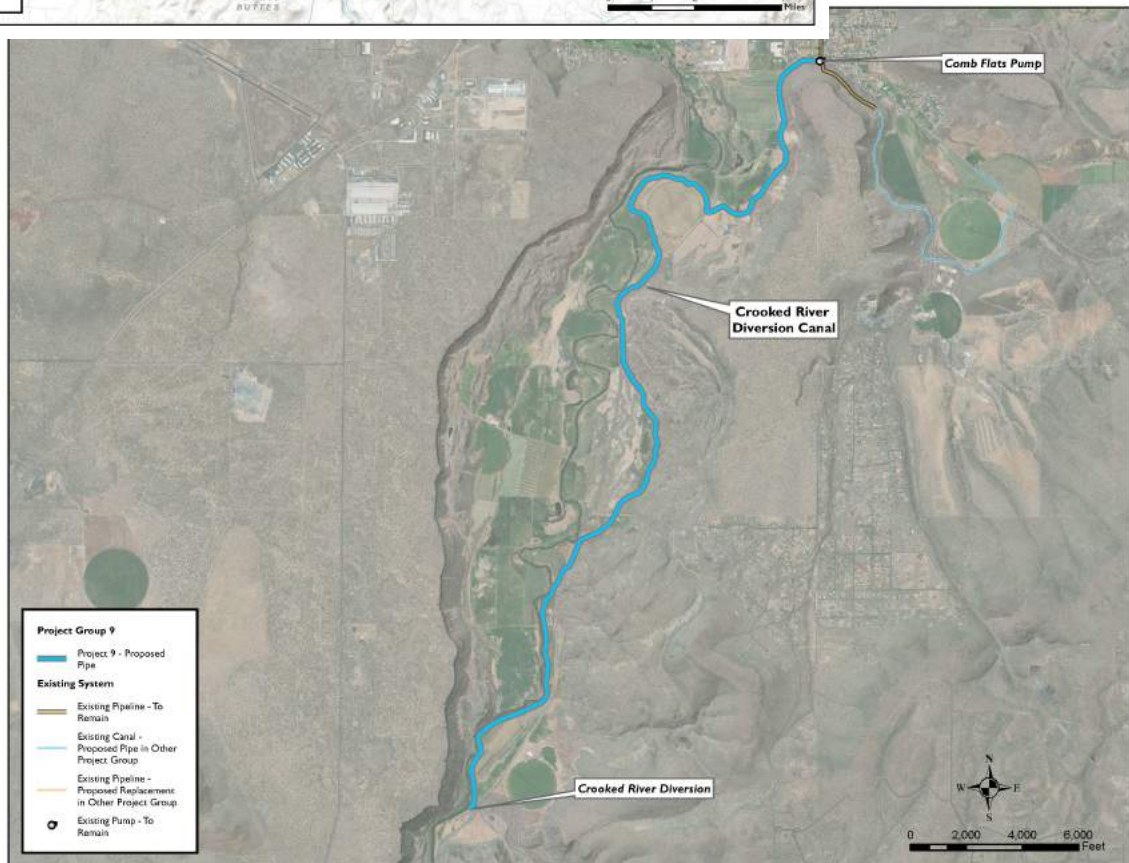 BUTTES
Miles
Comb Flats Pump
Crooked River
Diversion Canal
Crooked River Diversion
Project Group 9
Project 9 - Proposed
Pipe
Existing System
Existing Pipeline - To
Remain
Existing Canal -
Proposed Pipe in Other
Project Group
Existing Pipeline -
Proposed Replacement
in Other Project Group
Existing Pump - To
Remain
N
W E
S
0 2,000 4,000 6,000
Feet